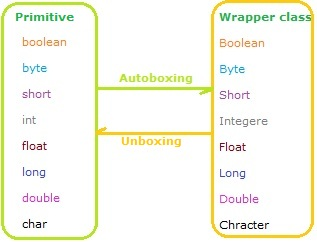 Primitive
boolean
byte
short
int
float
long
double
char
Autoboxing
Unboxing
Wrapper class
Boolean
Byte
Short
Integere
Float
Long
Double
Chracter